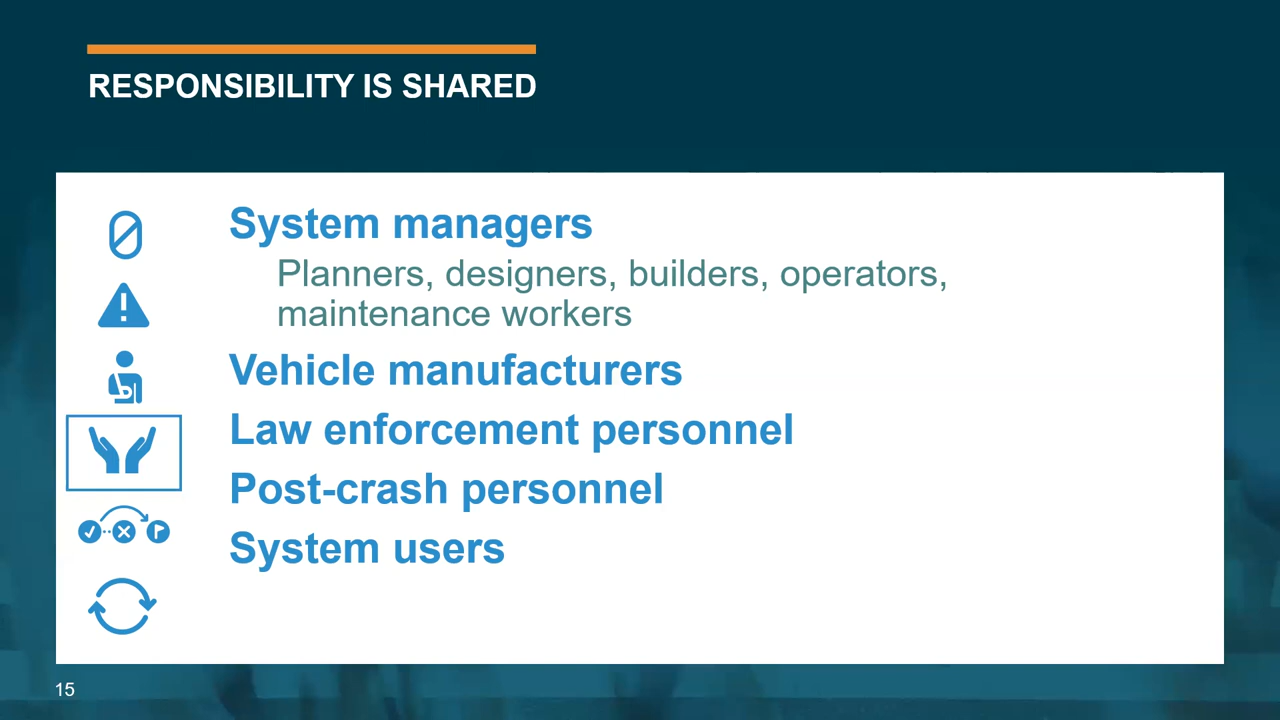 RESPONSIBILITY IS SHARED
System managers
Planners, designers, builders, operators,
maintenance workers
Vehicle manufacturers
Law enforcement personnel
Post-crash personnel
System users
15